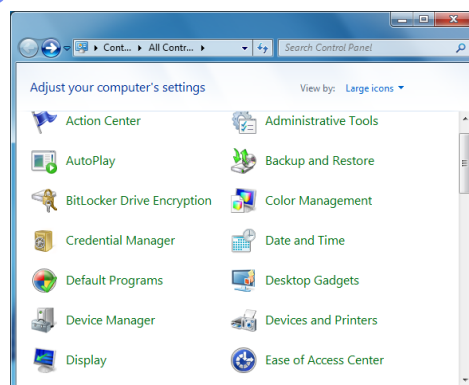 Cont... All Contr... Search Control Panel
Adjust your computer's settings View by: Large icons
Action Center Administrative Tools
AutoPlay Backup and Restore
BitLocker Drive Encryption Color Management
Credential Manager Date and Time
Default Programs Desktop Gadgets
Device Manager Devices and Printers
Display Ease of Access Center